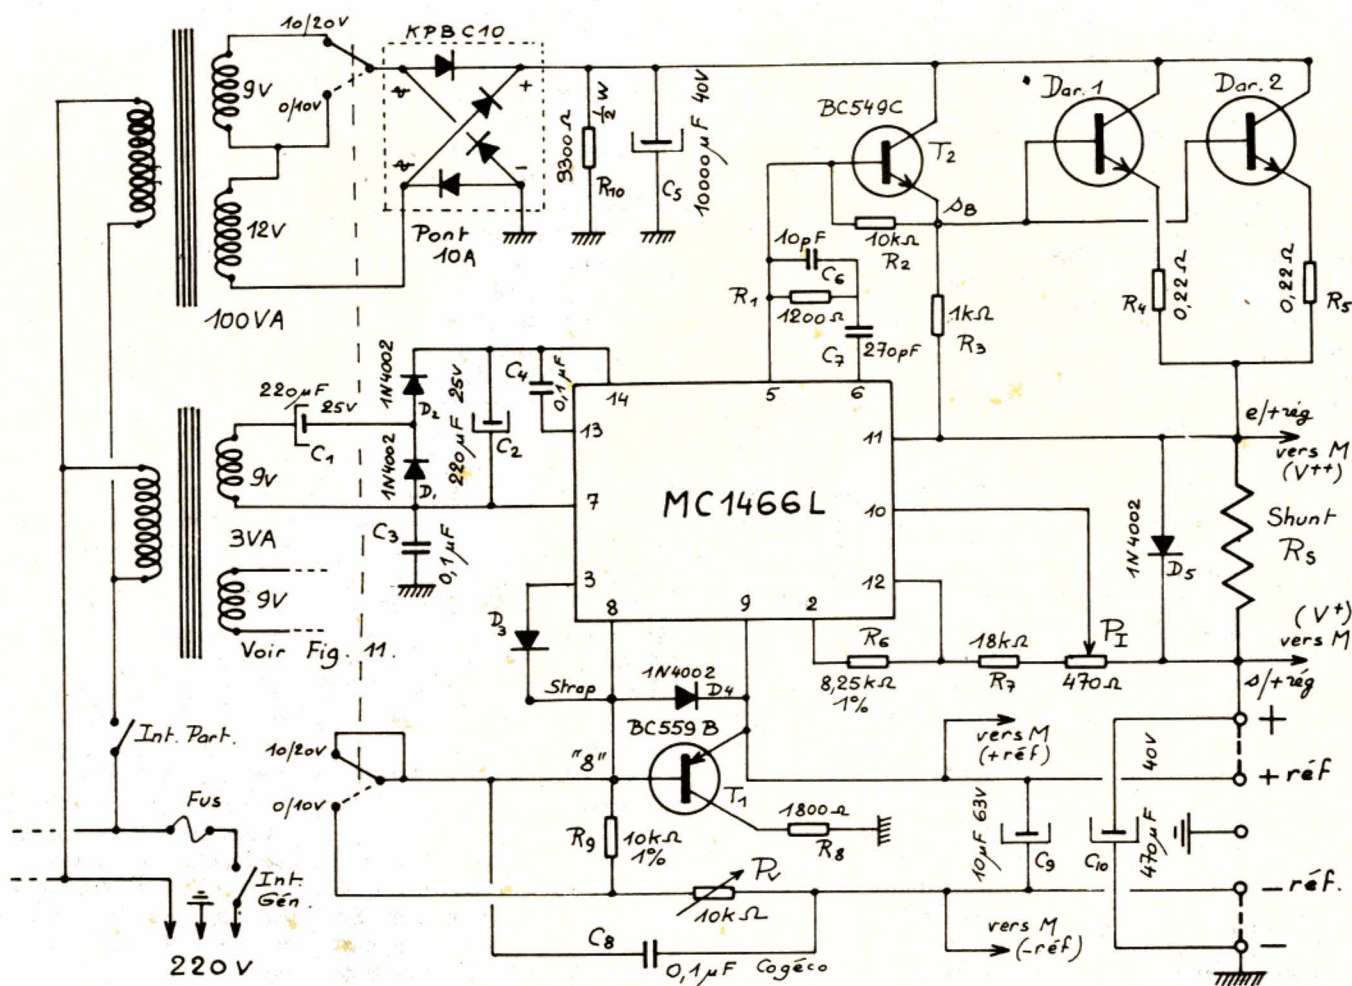 10/20V
KPBC10
9V
0/10V
+
-
3300Ω
1/2 W
R10
10000µF 40V
C5
BC549C
T2
Dar. 1
Dar. 2
12V
Pont
10A
100VA
10kΩ
R2
SB
10pF
C6
R1
1200Ω
C7
270pF
1kΩ
R3
R4
0,22Ω
0,22Ω
R5
220µF
25V
C1
1N4002
D2
1N4002
D1
220µF 25V
C2
C4
0,1µF
14
5
6
13
11
e/+rég
vers M
(V++)
9V
7
MC1466L
10
Shunt
RS
3VA
C3
0,1µF
1N4002
D5
3
12
9V
8
9
2
D3
(V+)
vers M
Voir Fig. 11.
R6
8,25kΩ
1%
18kΩ
R7
PI
470Ω
s/+rég
Strap
1N4002
D4
Int. Part.
BC559B
vers M
(+réf)
+
10/20V
"8"
T1
40V
+ réf
0/10V
Fus
R9
10kΩ
1%
1800Ω
R8
10µF 63V
C9
C10
470µF
Int.
Gén.
PV
10kΩ
- réf.
C8
0,1µF Cogéco
vers M
(-réf)
-
220V